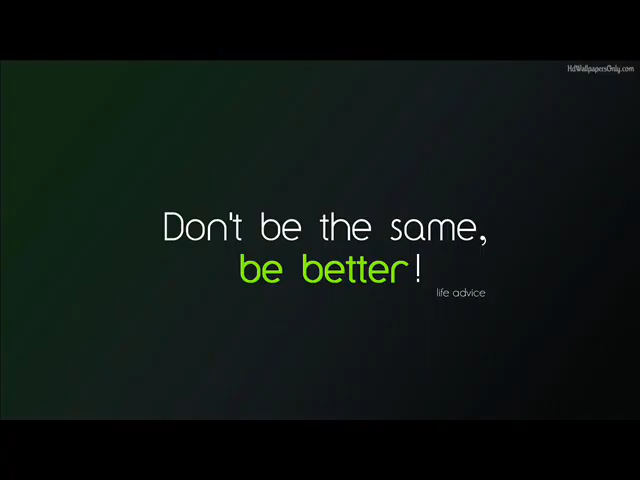 HdWallpapersOnly.com
Don't be the same,
be better!
life advice